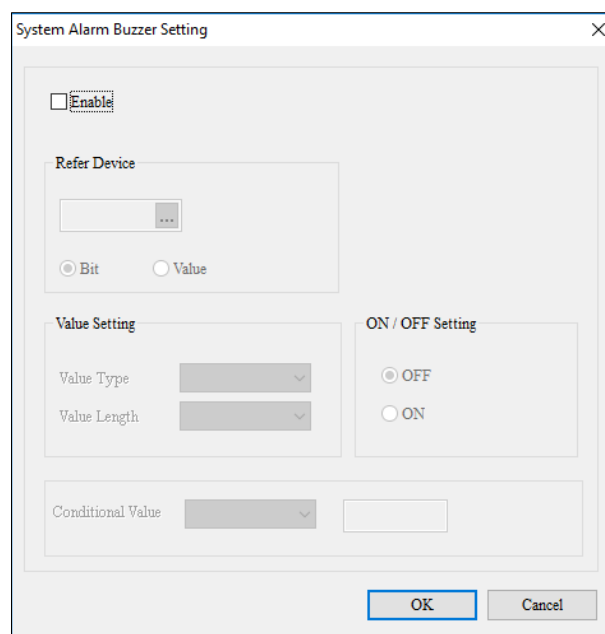 System Alarm Buzzer Setting
Enable
Refer Device
...
Bit Value
Value Setting
ON / OFF Setting
Value Type
OFF
Value Length
ON
Conditional Value
OK Cancel